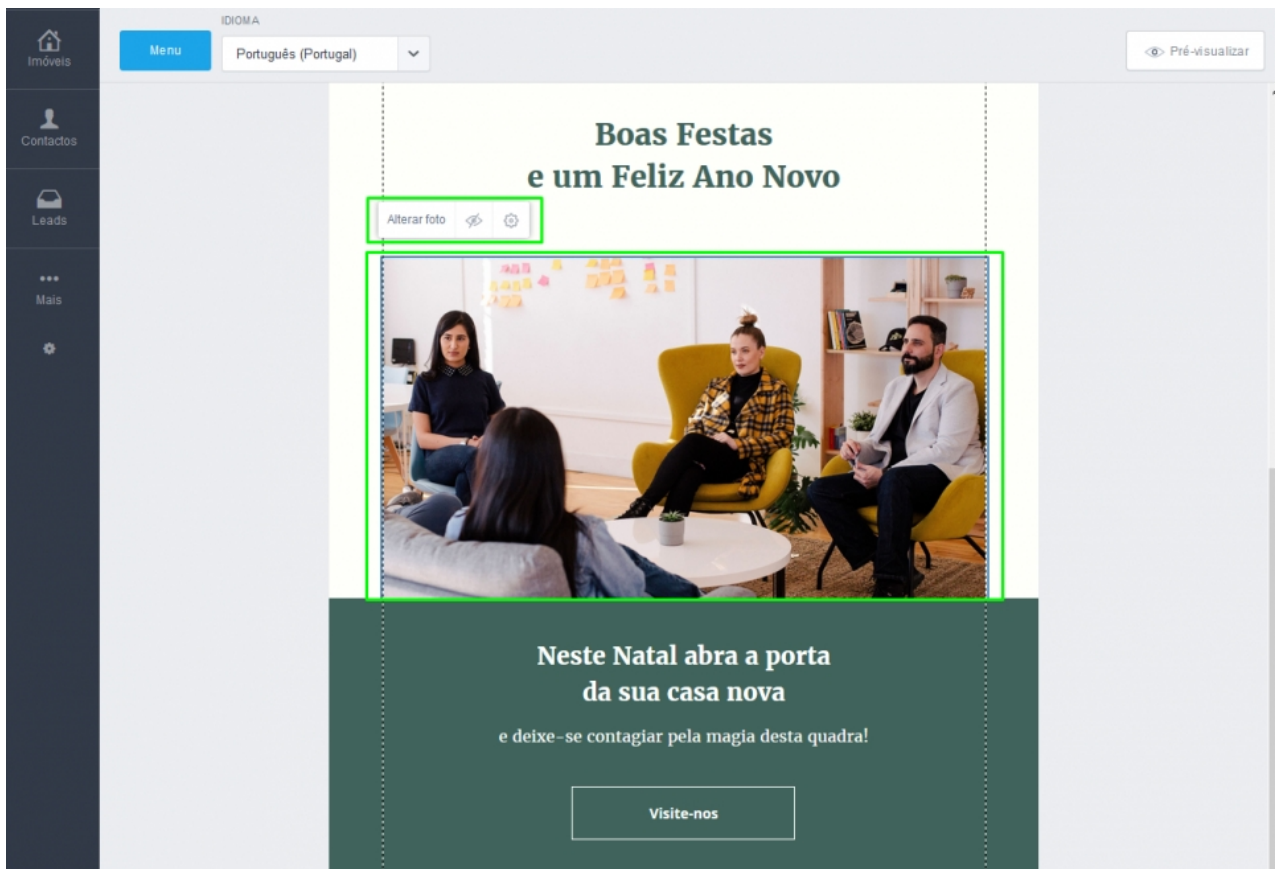 IDIOMA
Imóveis
Menu
Português (Portugal)
Pré-visualizar
Contactos
Leads
Mais
Boas Festas
e um Feliz Ano Novo
Alterar foto
Neste Natal abra a porta
da sua casa nova
e deixe-se contagiar pela magia desta quadra!
Visite-nos